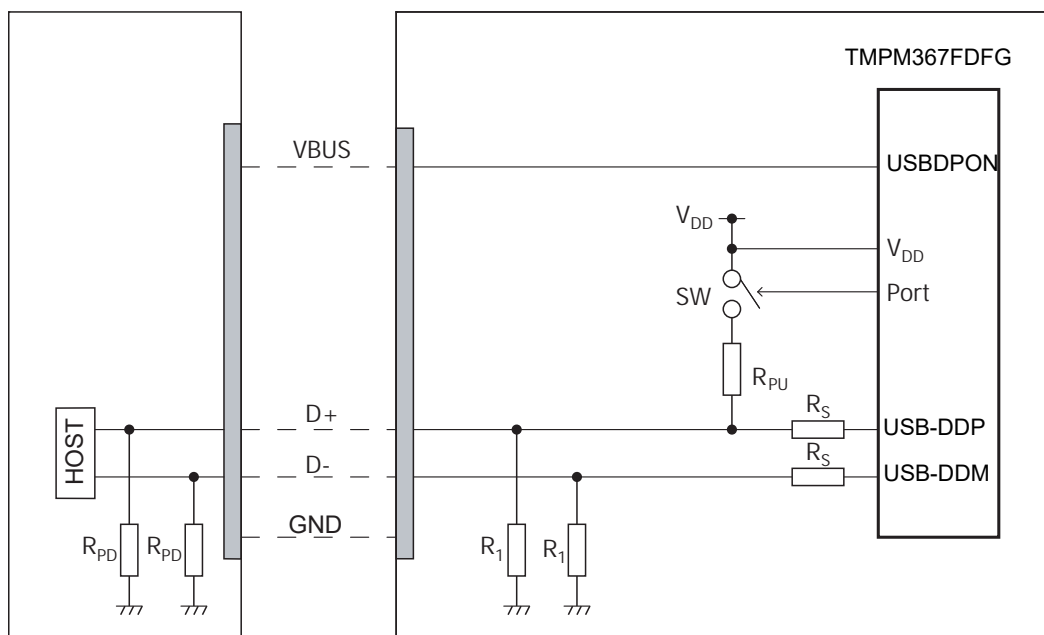 TMPM367FDFG
VBUS
USBDPON
VDD
VDD
SW
Port
RPU
HOST
D+
RS
USB-DDP
D-
RS
USB-DDM
GND
RPD
RPD
R1
R1